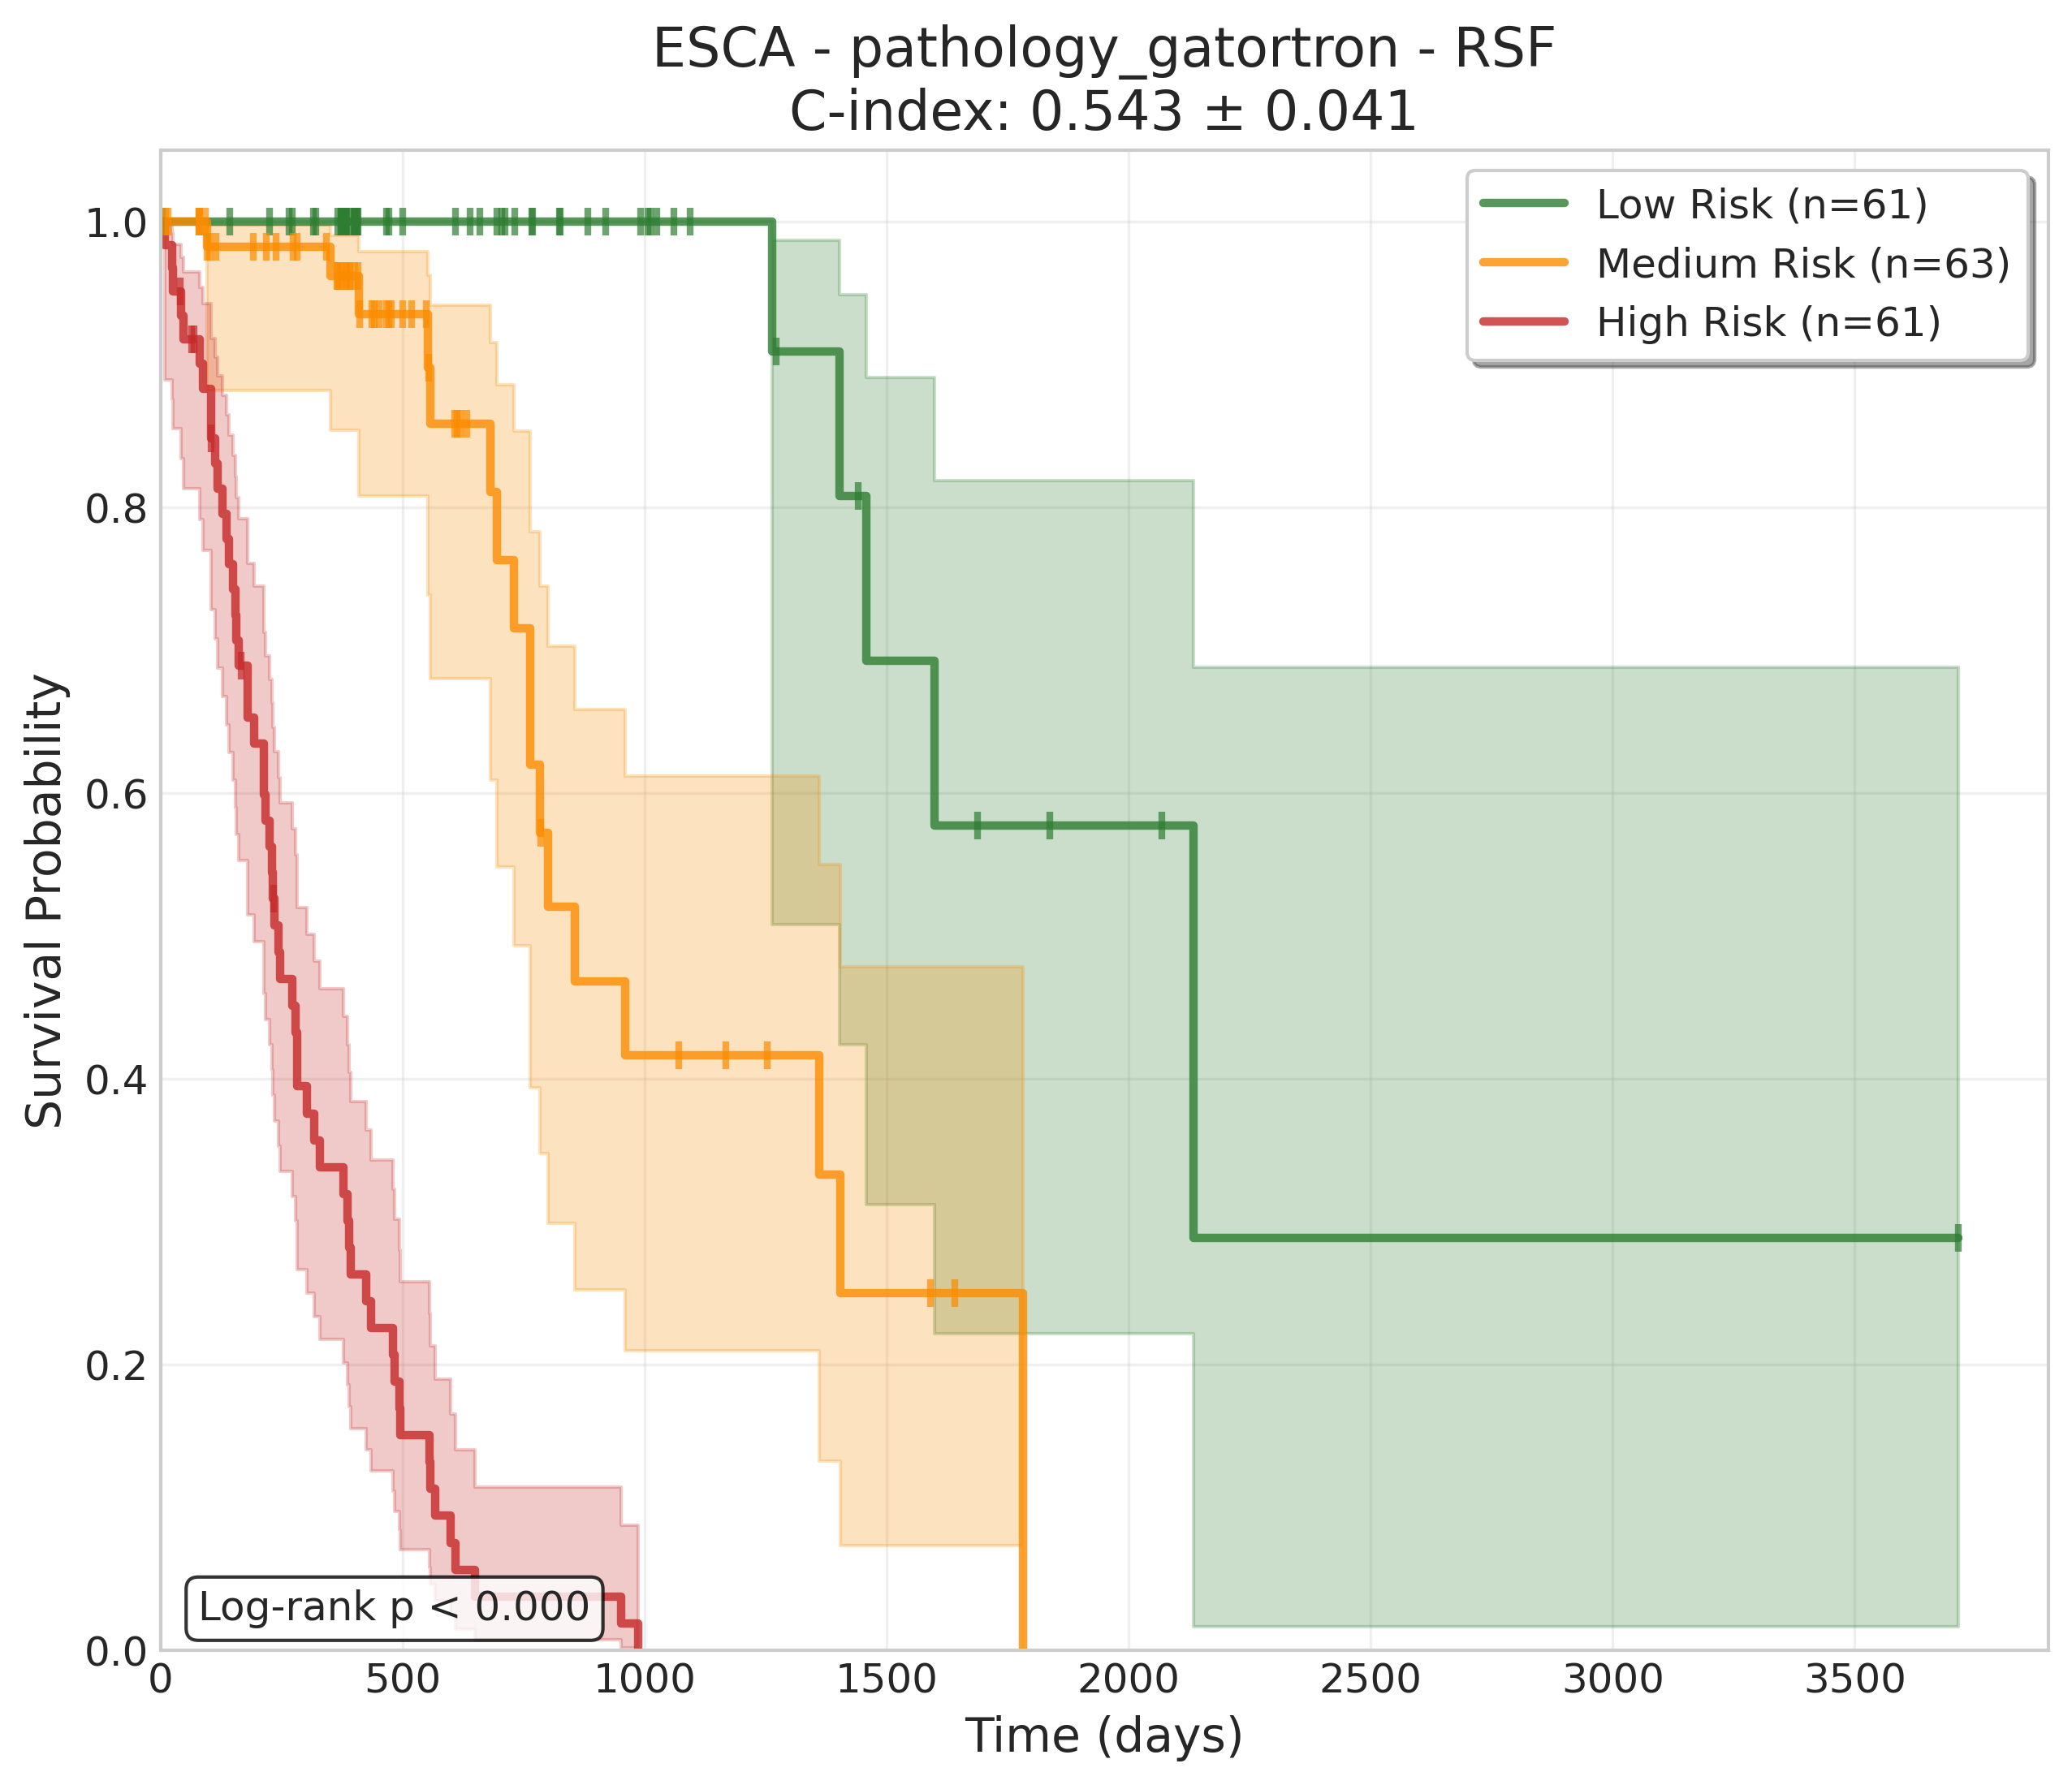 ESCA - pathology_gatortron - RSF
C-index: 0.543 ± 0.041
Low Risk (n=61)
Medium Risk (n=63)
High Risk (n=61)
Survival Probability
1.0
0.8
0.6
0.4
0.2
0.0
Log-rank p < 0.000
0 500 1000 1500 2000 2500 3000 3500
Time (days)